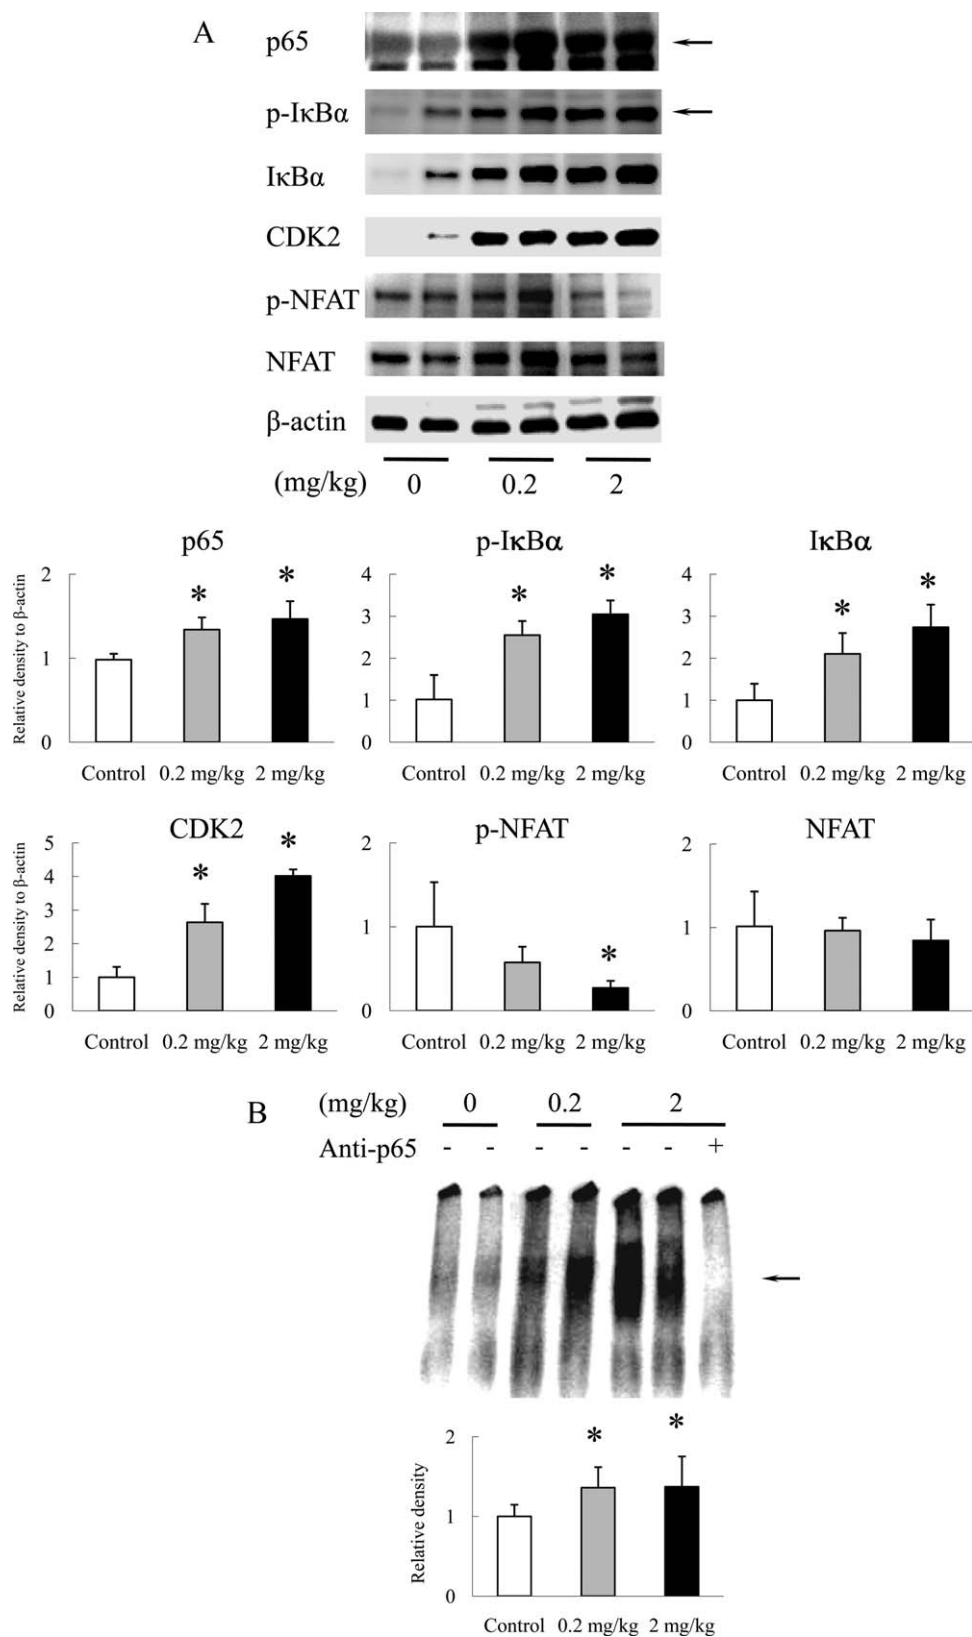 A
p65
p-IκBα
IκBα
CDK2
p-NFAT
NFAT
β-actin
(mg/kg) 0 0.2 2
p65 p-IκBα IκBα
Relative density to β-actin
2
1
0
4
3
2
1
0
4
3
2
1
0
* * * * * *
Control 0.2 mg/kg 2 mg/kg Control 0.2 mg/kg 2 mg/kg Control 0.2 mg/kg 2 mg/kg
CDK2 p-NFAT NFAT
Relative density to β-actin
5
4
3
2
1
0
2
1
0
2
1
0
* * *
Control 0.2 mg/kg 2 mg/kg Control 0.2 mg/kg 2 mg/kg Control 0.2 mg/kg 2 mg/kg
B
(mg/kg) 0 0.2 2
Anti-p65 - - - - - - +
Relative density
2
1
0
* *
Control 0.2 mg/kg 2 mg/kg